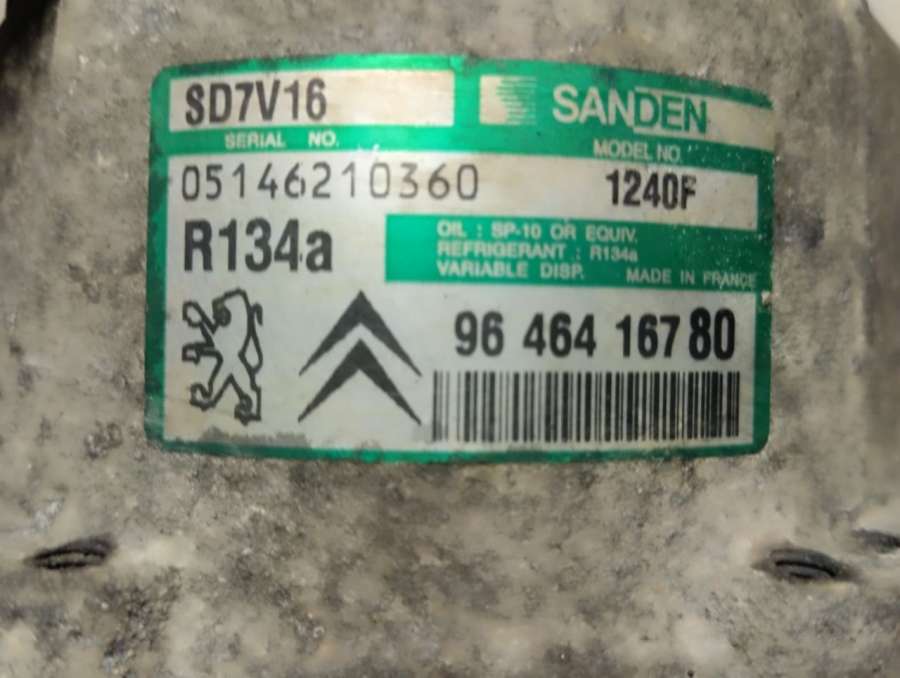 SD7V16
SANDEN
SERIAL NO.
MODEL NO.
05146210360
1240F
R134a
OIL : SP-10 OR EQUIV.
REFRIGERANT : R134a
VARIABLE DISP. MADE IN FRANCE
96 464 167 80